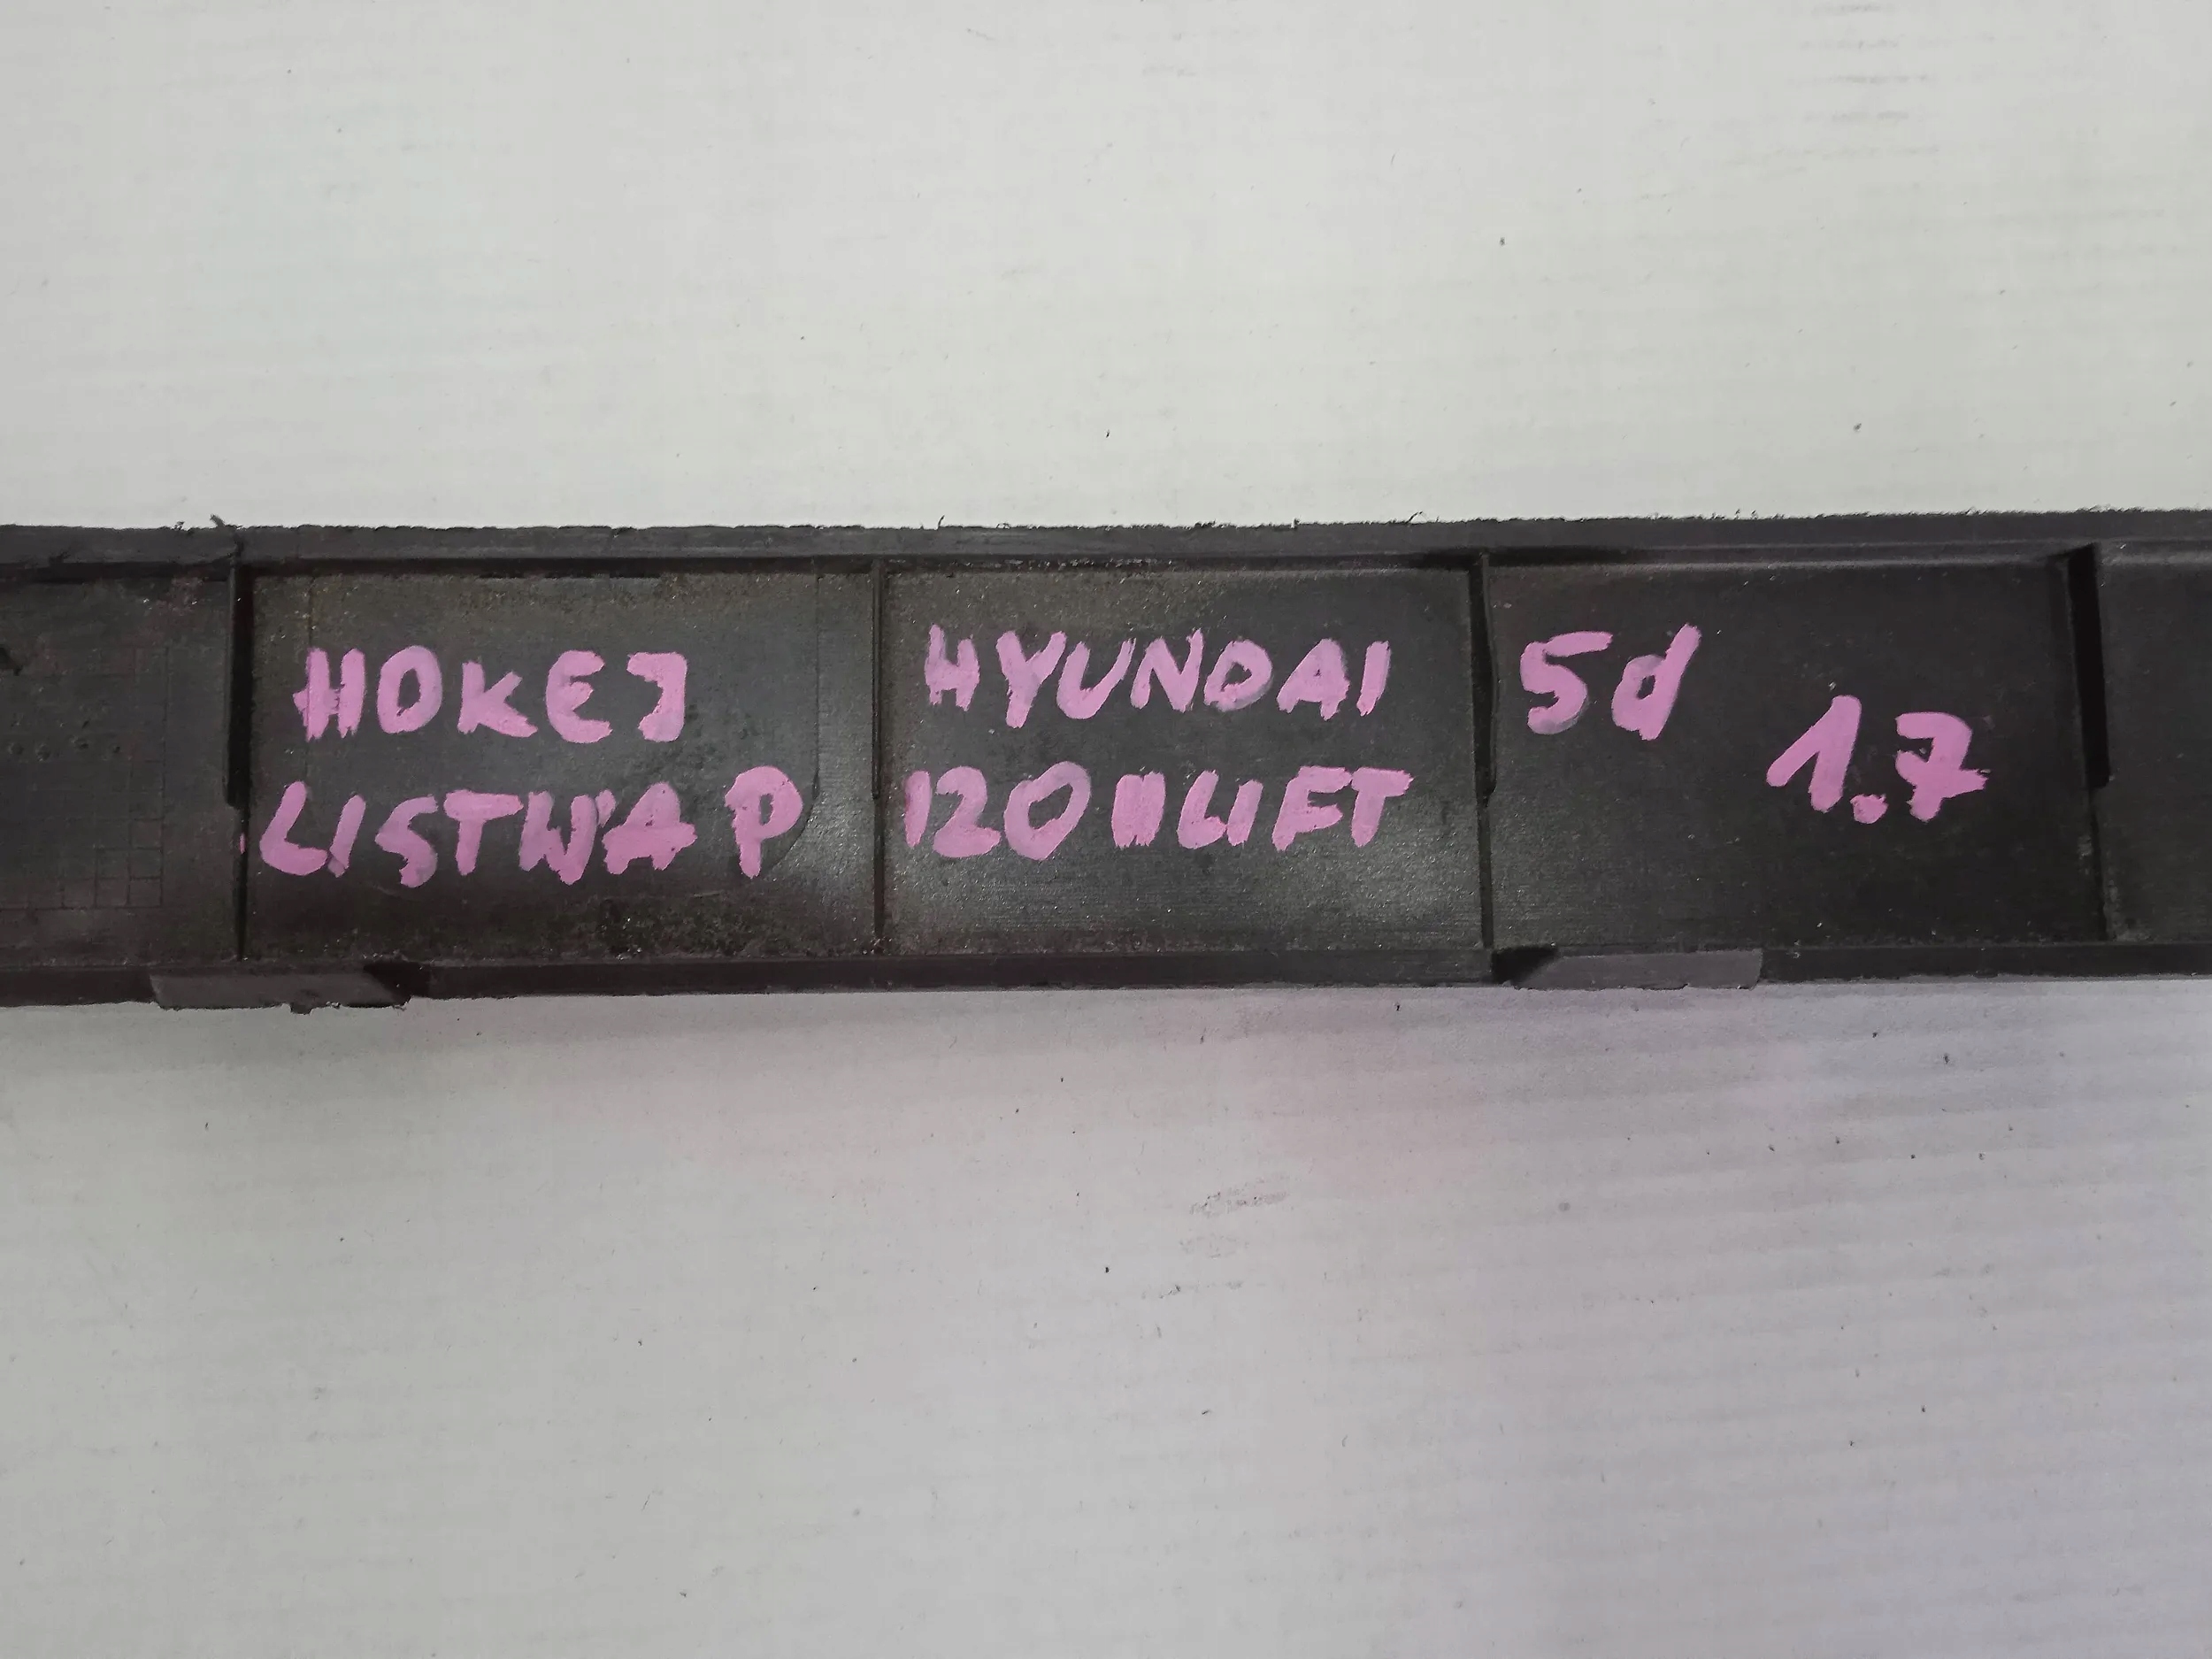 HOKEJ
LISTWA P
HYUNDAI
I20 II LIFT
5d
1.7